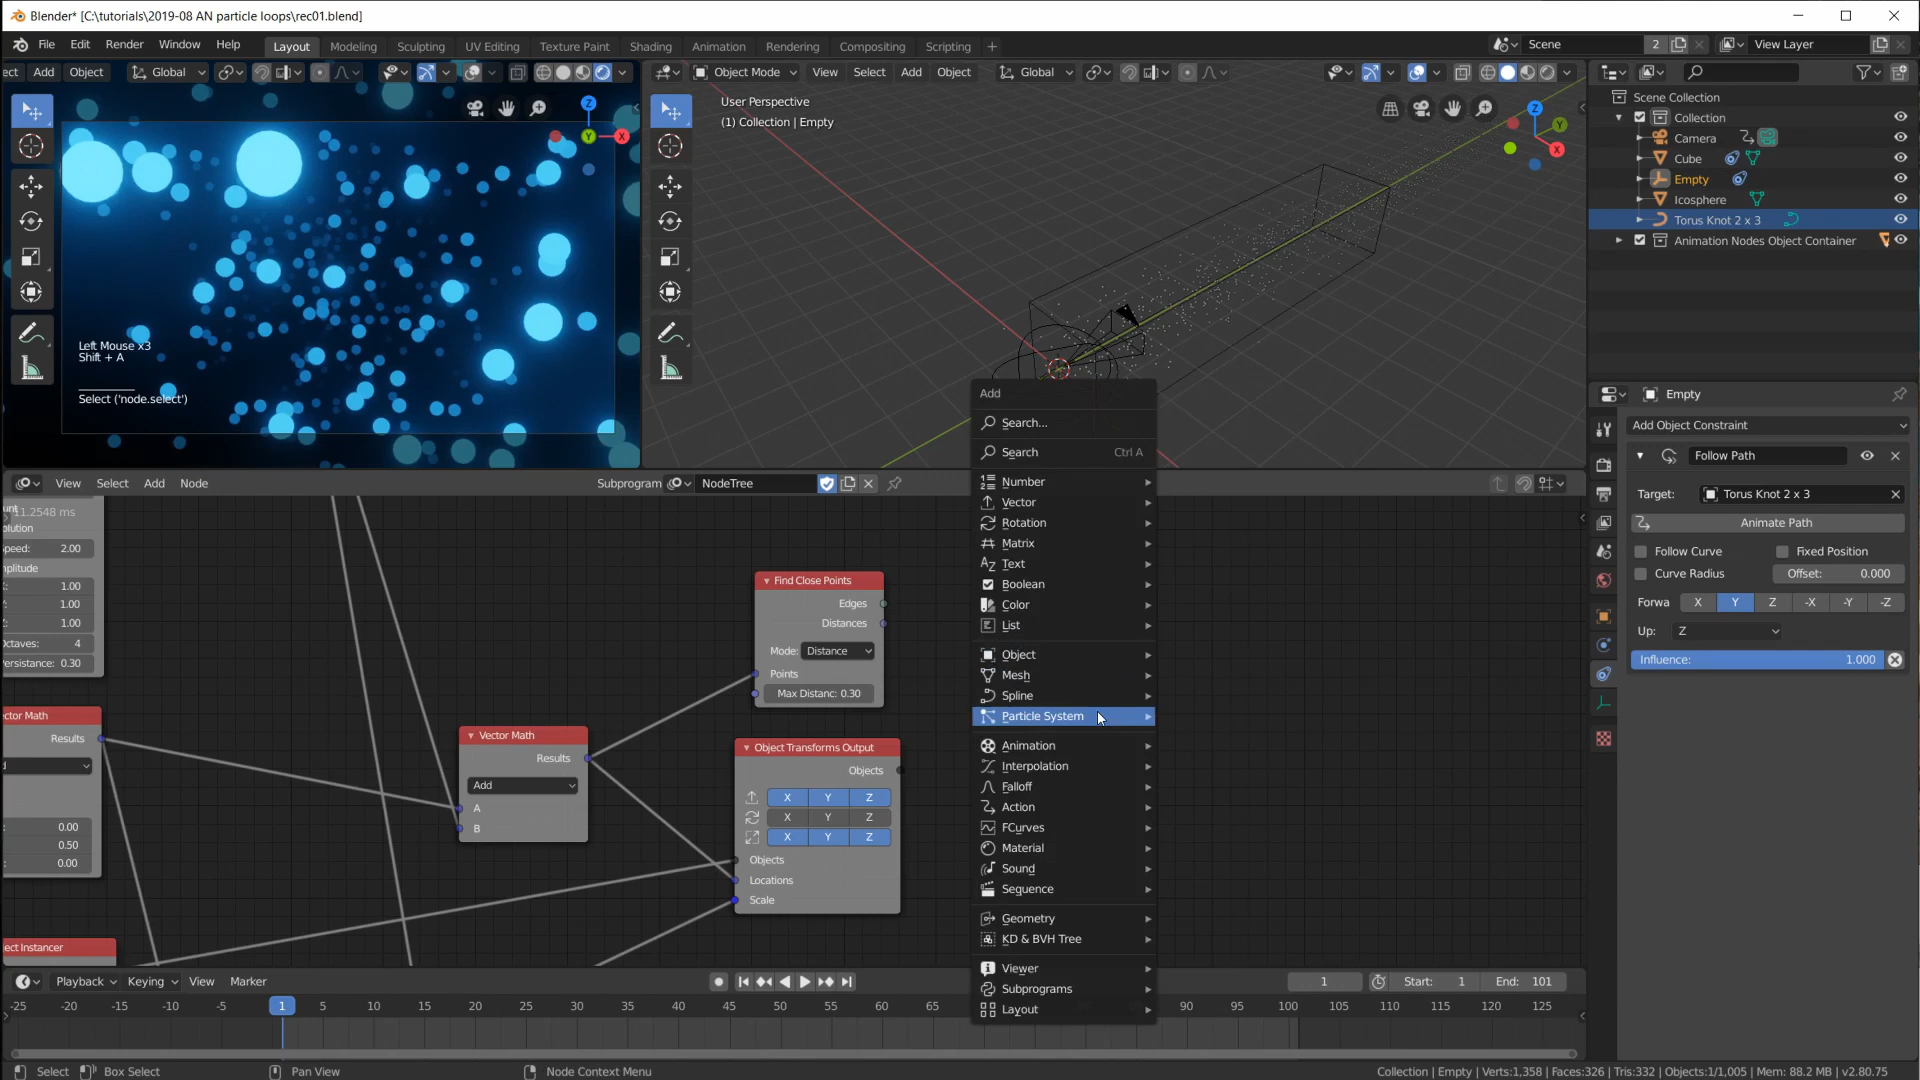 Blender* [C:\tutorials\2019-08 AN particle loops\rec01.blend]
File Edit Render Window Help Layout Modeling Sculpting UV Editing Texture Paint Shading Animation Rendering Compositing Scripting + Scene 2 View Layer
ect Add Object Global
Object Mode View Select Add Object Global
User Perspective
(1) Collection | Empty
Z
Y
X
Z
Y
X
Left Mouse x3
Shift + A
Select ('node.select')
Scene Collection
Collection
Camera
Cube
Empty
Icosphere
Torus Knot 2 x 3
Animation Nodes Object Container
Empty
Add Object Constraint
Follow Path
Target: Torus Knot 2 x 3
Animate Path
Follow Curve Fixed Position
Curve Radius Offset: 0.000
Forwa X Y Z -X -Y -Z
Up: Z
Influence: 1.000
View Select Add Node Subprogram NodeTree
11.2548 ms
olution
peed: 2.00
plitude
: 1.00
: 1.00
: 1.00
Octaves: 4
ersistance: 0.30
ctor Math
Results
d
: 0.00
0.50
0.00
ect Instancer
Vector Math
Results
Add
A
B
Find Close Points
Edges
Distances
Mode: Distance
Points
Max Distanc: 0.30
Object Transforms Output
Objects
X Y Z
X Y Z
X Y Z
Objects
Locations
Scale
Add
Search...
Search Ctrl A
Number
Vector
Rotation
Matrix
Text
Boolean
Color
List
Object
Mesh
Spline
Particle System
Animation
Interpolation
Falloff
Action
FCurves
Material
Sound
Sequence
Geometry
KD & BVH Tree
Viewer
Subprograms
Layout
Playback Keying View Marker 1 Start: 1 End: 101
-25 -20 -15 -10 -5 1 5 10 15 20 25 30 35 40 45 50 55 60 65 90 95 100 105 110 115 120 125
Select Box Select Pan View Node Context Menu Collection | Empty | Verts:1,358 | Faces:326 | Tris:332 | Objects:1/1,005 | Mem: 88.2 MB | v2.80.75